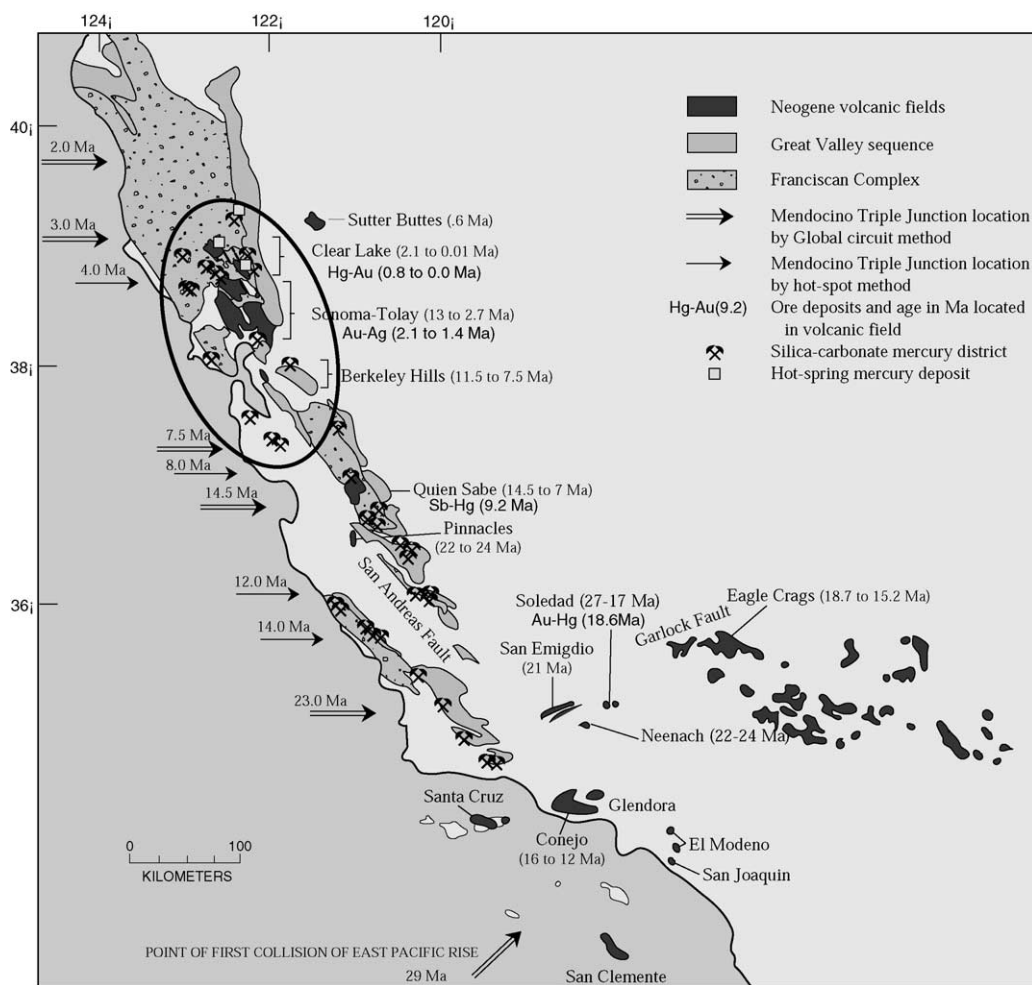 124¡
122¡
120¡
40¡
38¡
36¡
2.0 Ma
3.0 Ma
4.0 Ma
7.5 Ma
8.0 Ma
14.5 Ma
12.0 Ma
14.0 Ma
23.0 Ma
Neogene volcanic fields
Great Valley sequence
Franciscan Complex
Mendocino Triple Junction location
by Global circuit method
Mendocino Triple Junction location
by hot-spot method
Hg-Au(9.2) Ore deposits and age in Ma located
in volcanic field
Silica-carbonate mercury district
Hot-spring mercury deposit
Sutter Buttes (.6 Ma)
Clear Lake (2.1 to 0.01 Ma)
Hg-Au (0.8 to 0.0 Ma)
Sonoma-Tolay (13 to 2.7 Ma)
Au-Ag (2.1 to 1.4 Ma)
Berkeley Hills (11.5 to 7.5 Ma)
Quien Sabe (14.5 to 7 Ma)
Sb-Hg (9.2 Ma)
Pinnacles
(22 to 24 Ma)
San Andreas Fault
Soledad (27-17 Ma)
Au-Hg (18.6Ma)
San Emigdio
(21 Ma)
Garlock Fault
Eagle Crags (18.7 to 15.2 Ma)
Neenach (22-24 Ma)
Santa Cruz
Glendora
Conejo
(16 to 12 Ma)
El Modeno
San Joaquin
San Clemente
0 100
KILOMETERS
POINT OF FIRST COLLISION OF EAST PACIFIC RISE
29 Ma